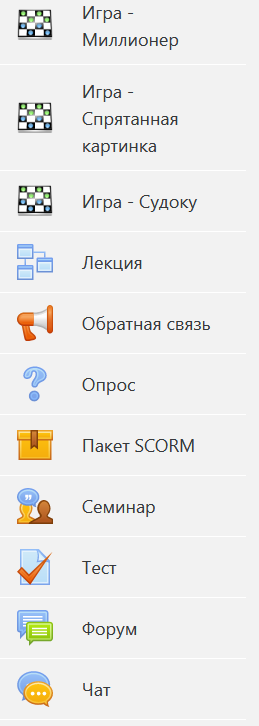 Игра -
Миллионер
Игра -
Спрятанная
картинка
Игра - Судоку
Лекция
Обратная связь
Опрос
Пакет SCORM
Семинар
Тест
Форум
Чат